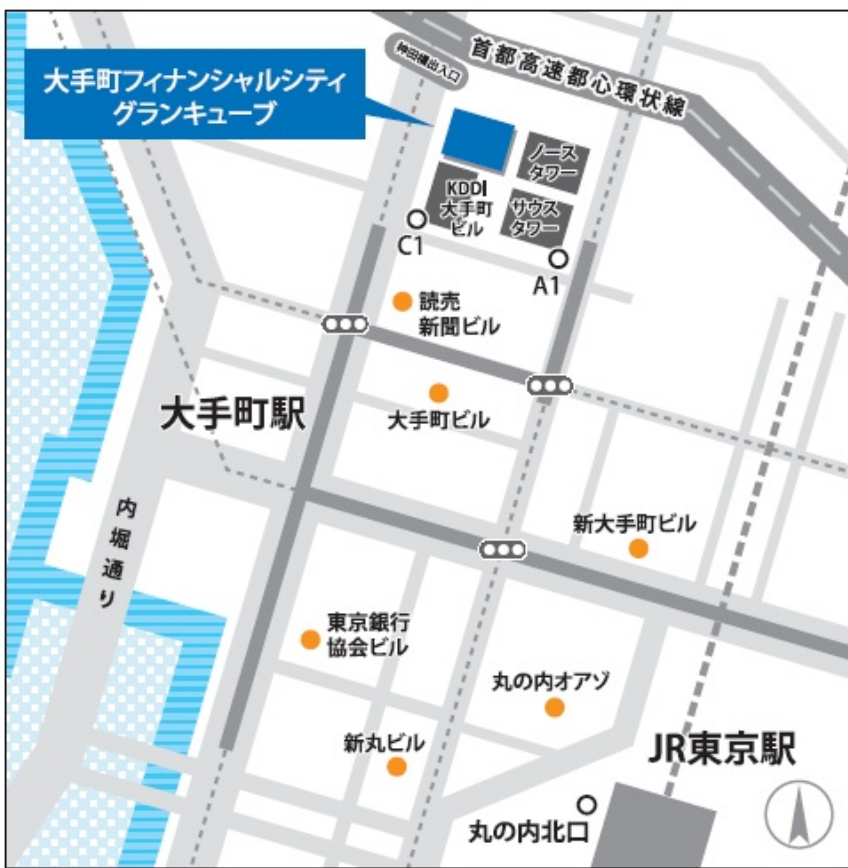 首都高速都心環状線
神田橋出入口
大手町フィナンシャルシティ
グランキューブ
ノース
タワー
KDDI
大手町
ビル
サウス
タワー
C1
A1
読売
新聞ビル
大手町駅
大手町ビル
内堀通り
新大手町ビル
東京銀行
協会ビル
丸の内オアゾ
新丸ビル
JR東京駅
丸の内北口